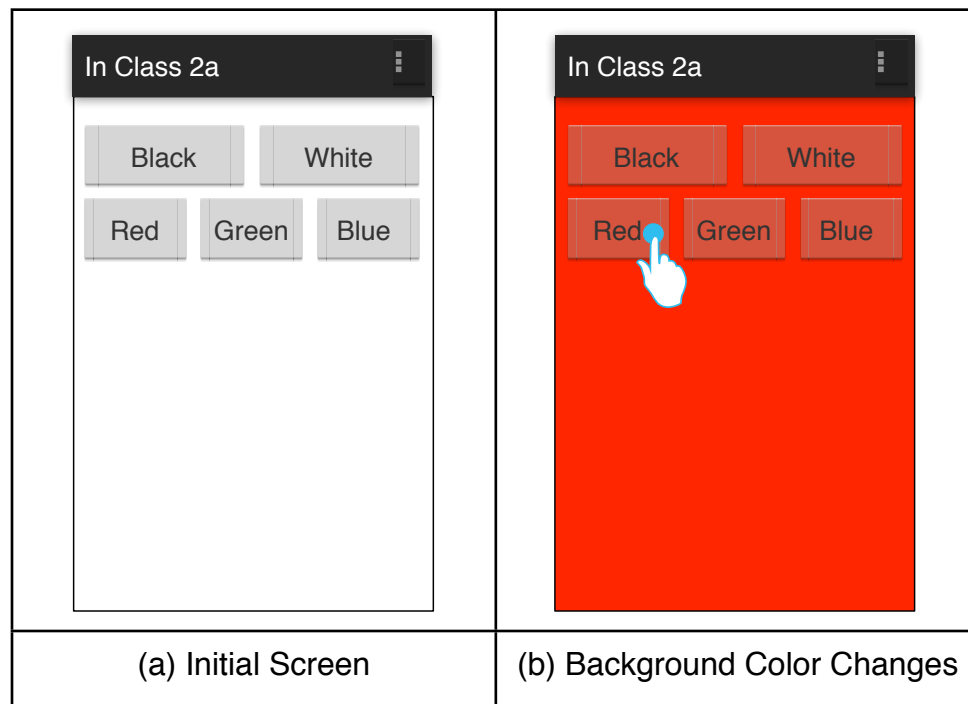 In Class 2a
Black White
Red Green Blue
(a) Initial Screen
In Class 2a
Black White
Red Green Blue
(b) Background Color Changes